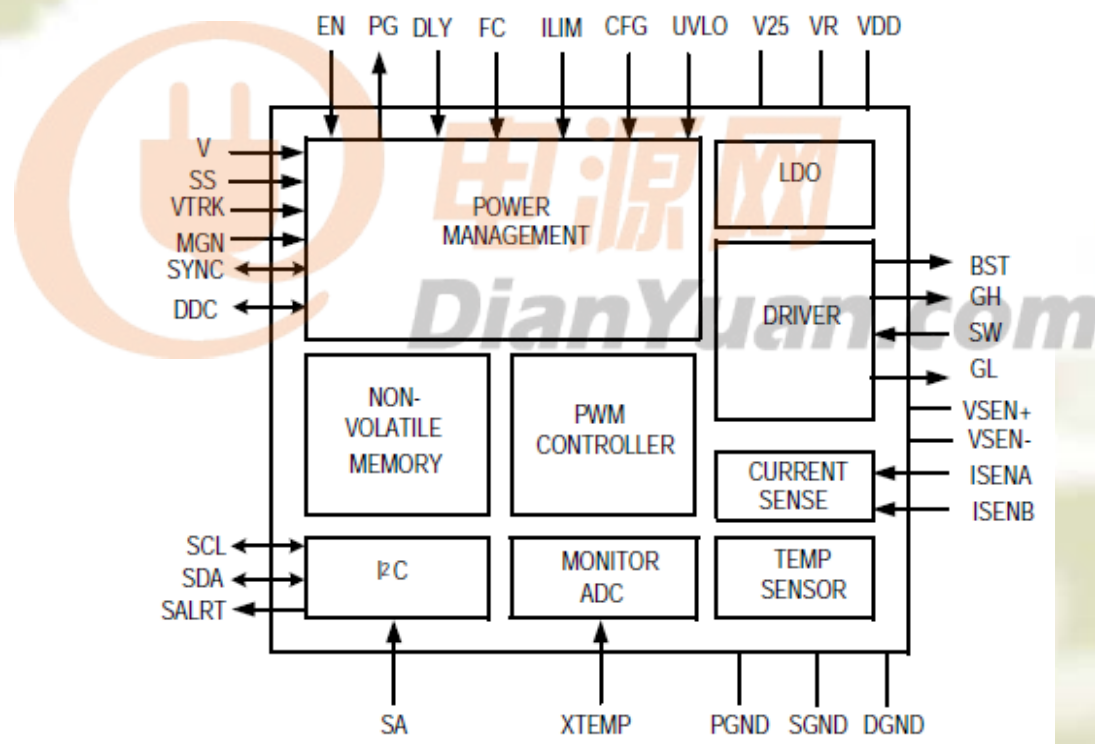 EN PG DLY FC ILIM CFG UVLO V25 VR VDD
V
SS
VTRK
MGN
SYNC
DDC
POWER
MANAGEMENT
LDO
电源网
DianYuan.com
DRIVER
BST
GH
SW
GL
VSEN+
VSEN-
ISENA
ISENB
NON-
VOLATILE
MEMORY
PWM
CONTROLLER
CURRENT
SENSE
SCL
SDA
SALRT
I²C
MONITOR
ADC
TEMP
SENSOR
SA XTEMP PGND SGND DGND